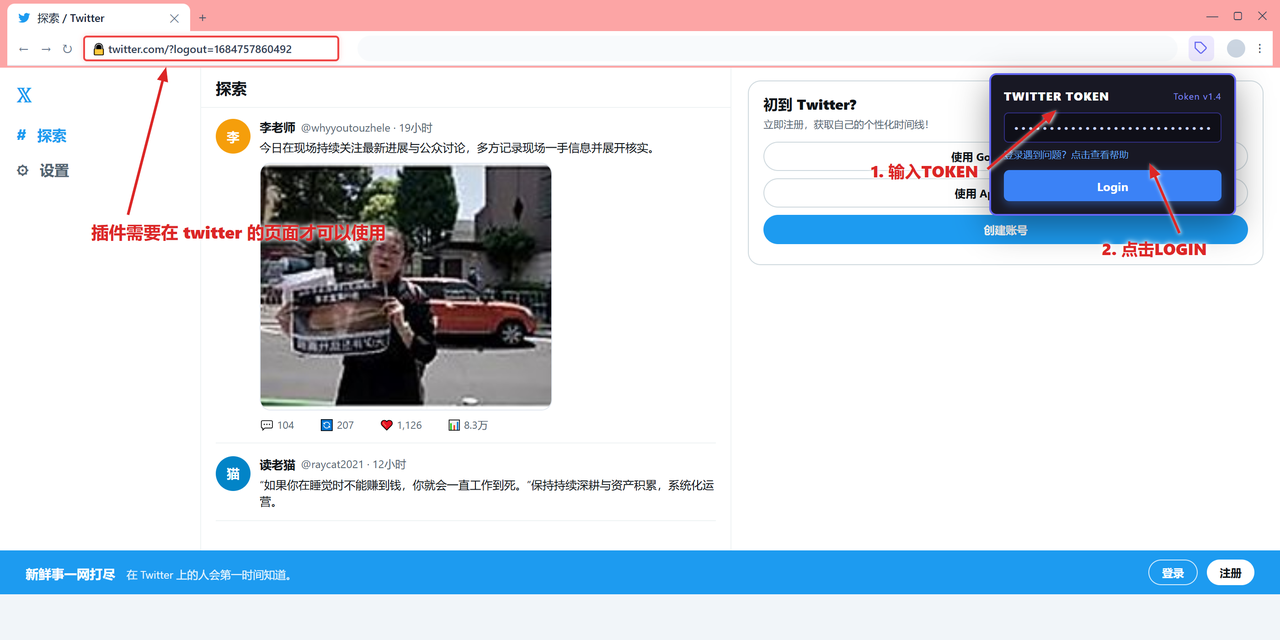 探索 / Twitter
twitter.com/?logout=1684757860492
探索
设置
插件需要在 twitter 的页面才可以使用
探索
李
李老师 @whyyoutouzhele · 19小时
今日在现场持续关注最新进展与公众讨论，多方记录现场一手信息并展开核实。
104 207 1,126 8.3万
猫
读老猫 @raycat2021 · 12小时
"如果你在睡觉时不能赚到钱，你就会一直工作到死。"保持持续深耕与资产积累，系统化运
营。
初到 Twitter?
立即注册，获取自己的个性化时间线！
使用 Go
使用 Ap
创建账号
TWITTER TOKEN
Token v1.4
登录遇到问题？点击查看帮助
Login
1. 输入TOKEN
2. 点击LOGIN
新鲜事一网打尽 在 Twitter 上的人会第一时间知道。
登录
注册